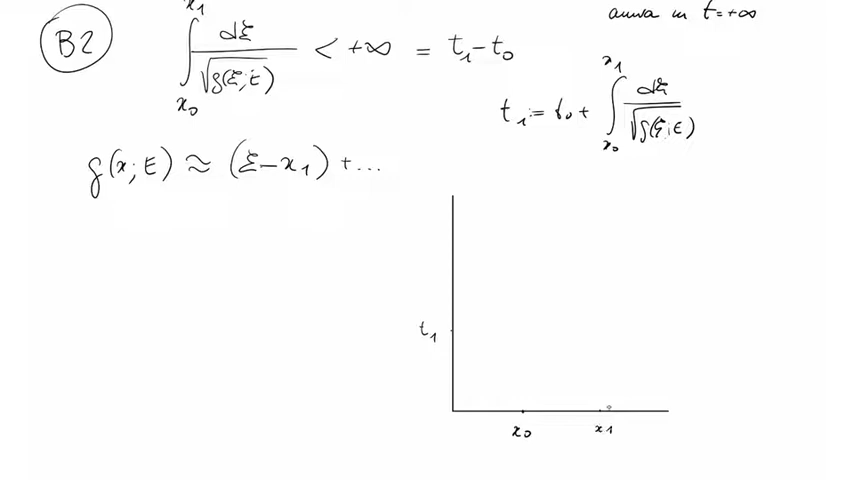 arriva in t=+∞
B2 ∫_{x0}^{x1} dξ/√g(ξ;E) < +∞ = t1-t0
t1 := t0 + ∫_{x0}^{x1} dξ/√g(ξ;E)
g(x;E) ≈ (ξ-x1) + ...
t1
x0 x1